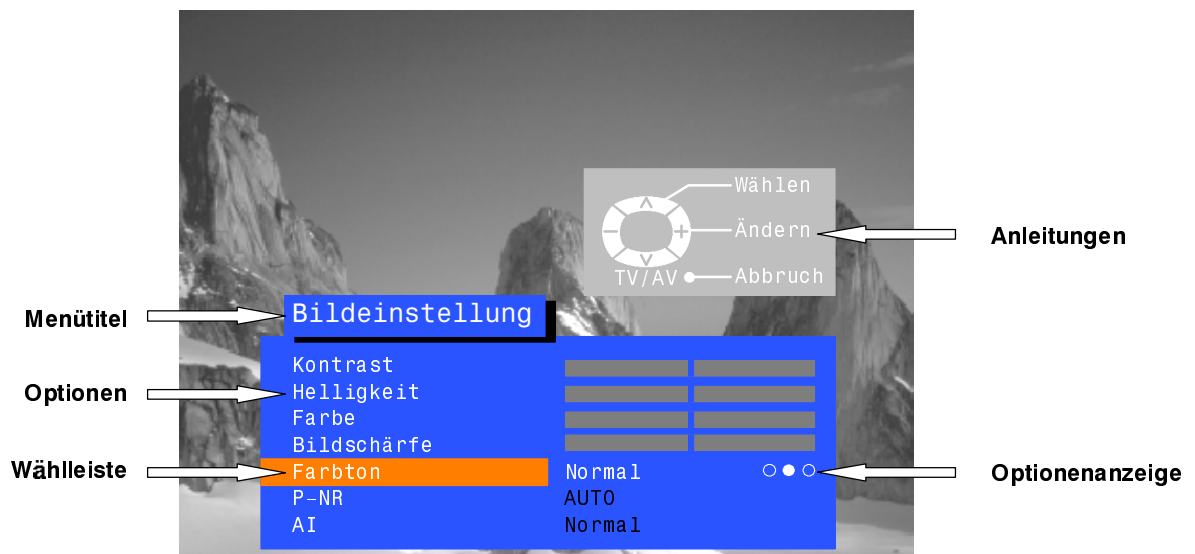 Wählen
Ändern
TV/AV Abbruch
Anleitungen
Menütitel
Bildeinstellung
Kontrast
Optionen
Helligkeit
Farbe
Bildschärfe
Wählleiste
Farbton Normal
Optionenanzeige
P-NR AUTO
AI Normal